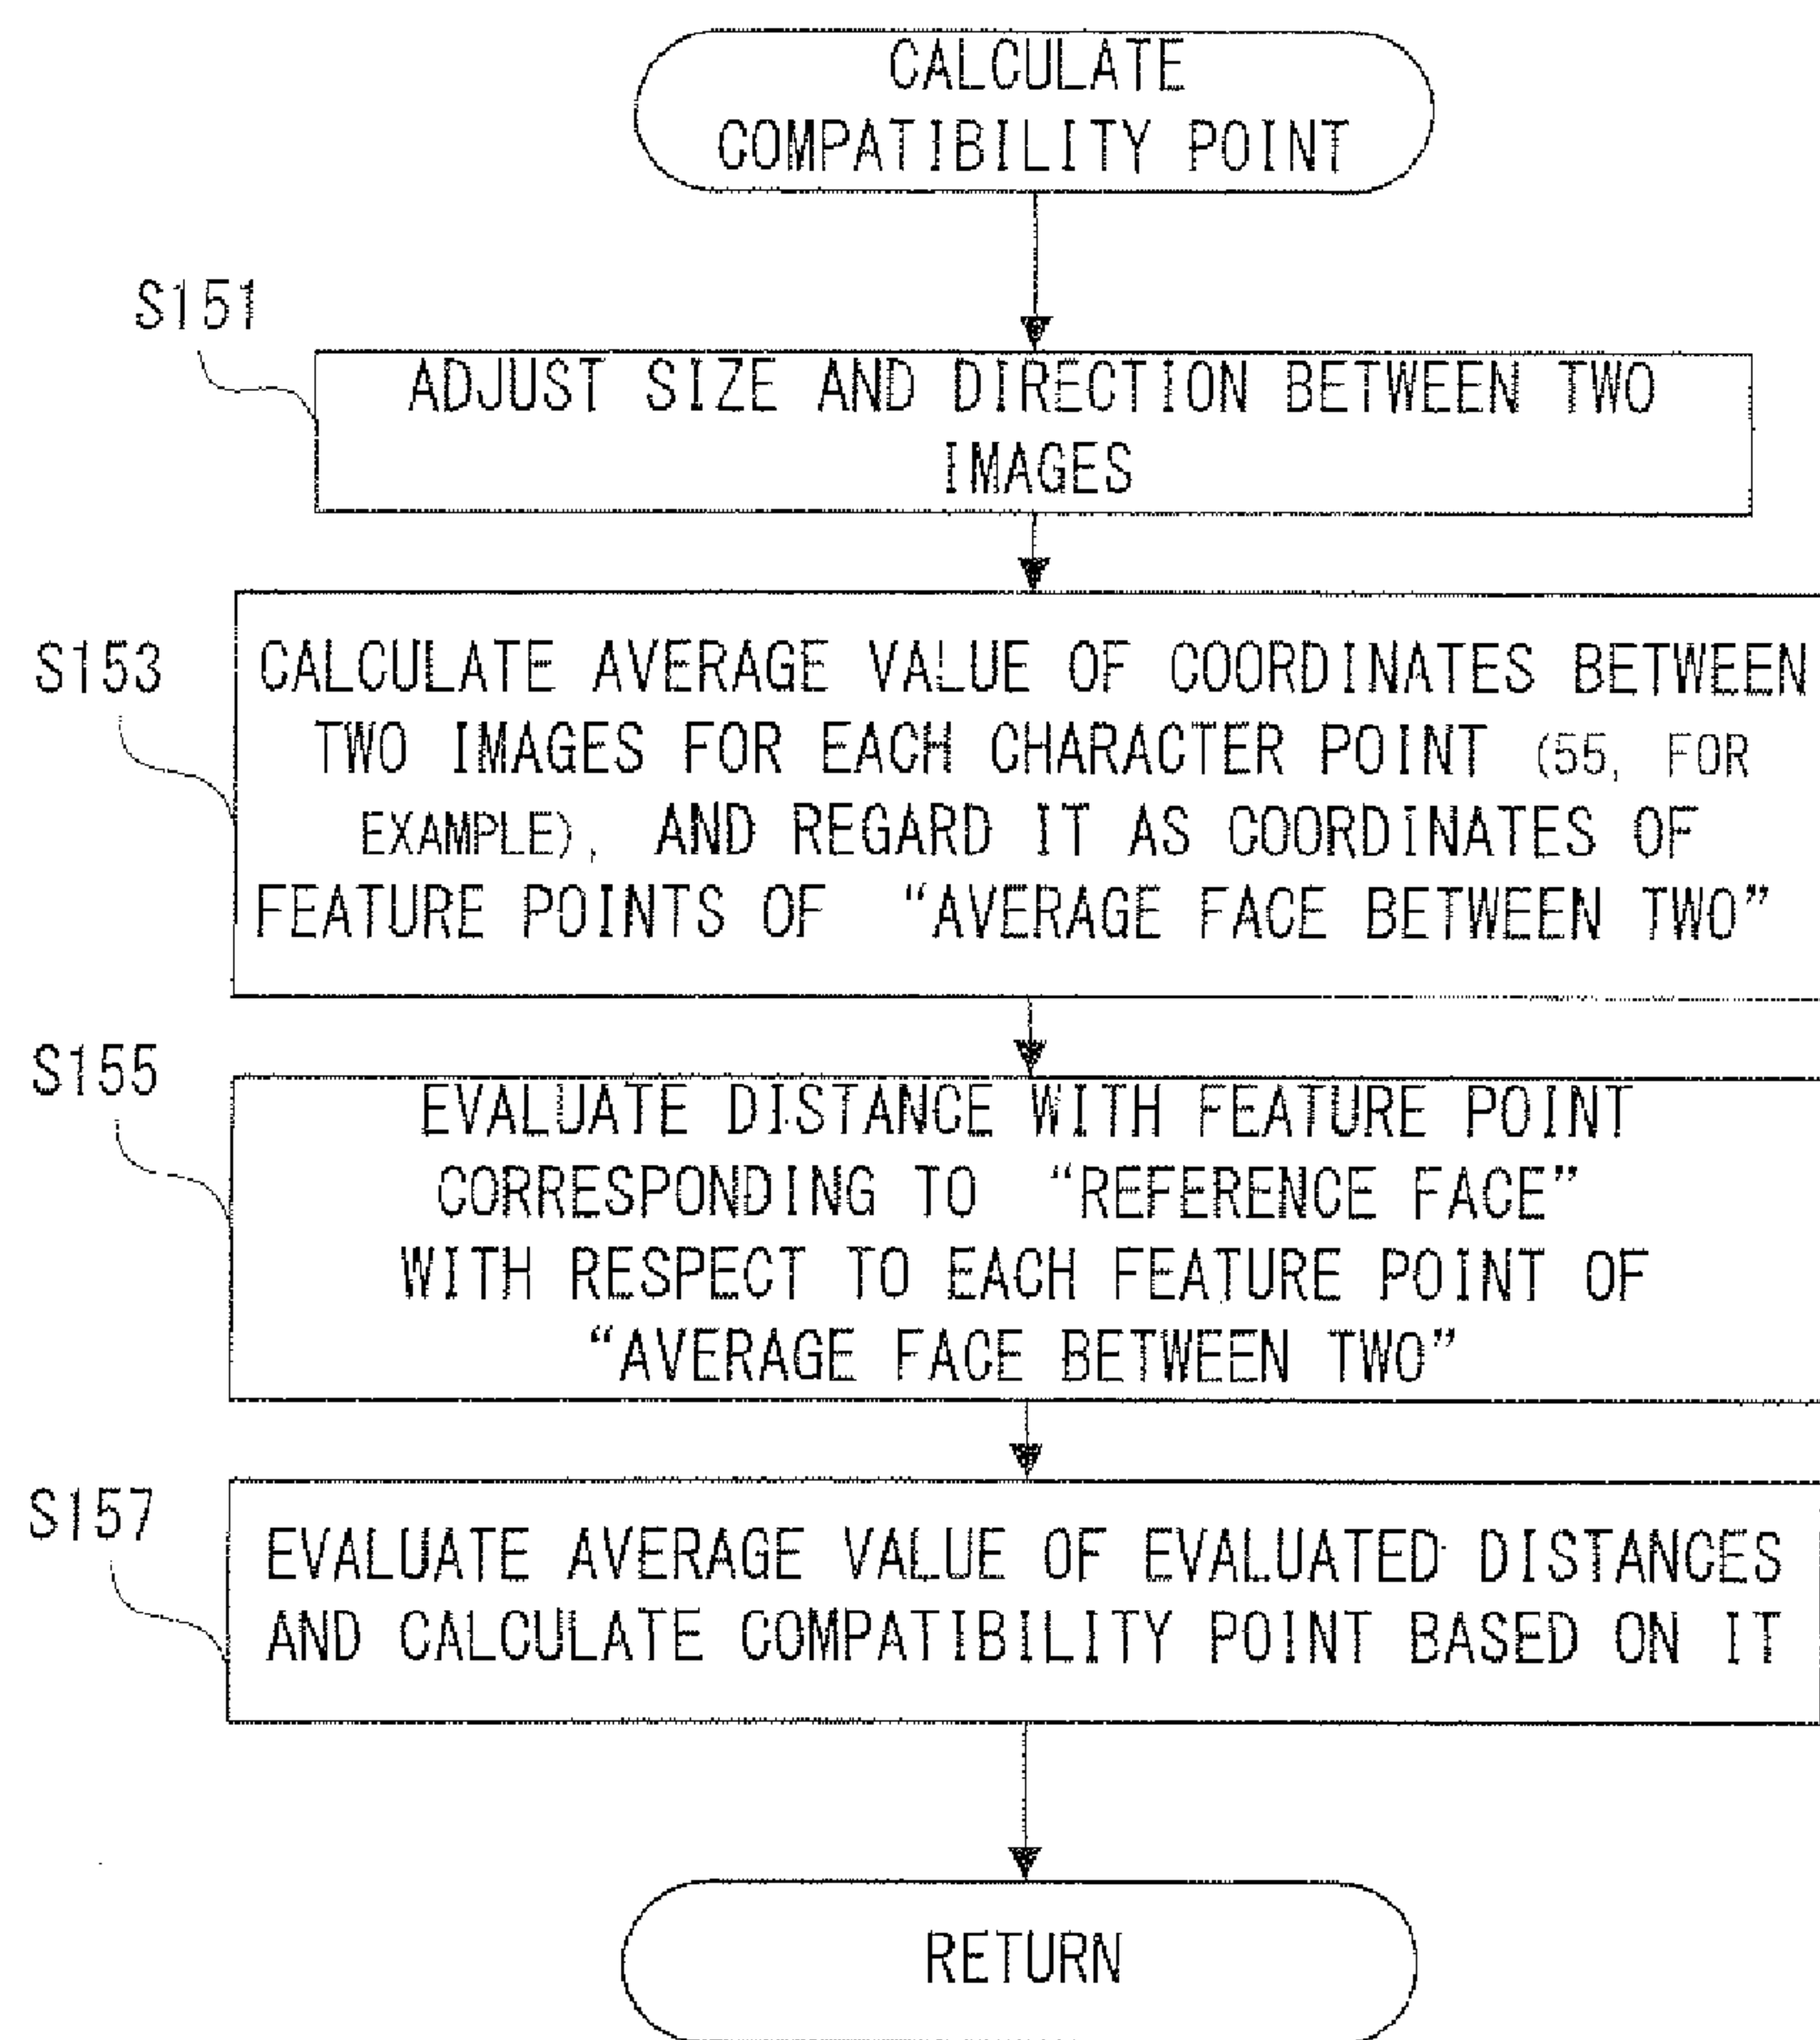 CALCULATE
COMPATIBILITY POINT
S151
ADJUST SIZE AND DIRECTION BETWEEN TWO
IMAGES
S153
CALCULATE AVERAGE VALUE OF COORDINATES BETWEEN
TWO IMAGES FOR EACH CHARACTER POINT (55, FOR
EXAMPLE), AND REGARD IT AS COORDINATES OF
FEATURE POINTS OF “AVERAGE FACE BETWEEN TWO”
S155
EVALUATE DISTANCE WITH FEATURE POINT
CORRESPONDING TO “REFERENCE FACE”
WITH RESPECT TO EACH FEATURE POINT OF
“AVERAGE FACE BETWEEN TWO”
S157
EVALUATE AVERAGE VALUE OF EVALUATED DISTANCES
AND CALCULATE COMPATIBILITY POINT BASED ON IT
RETURN